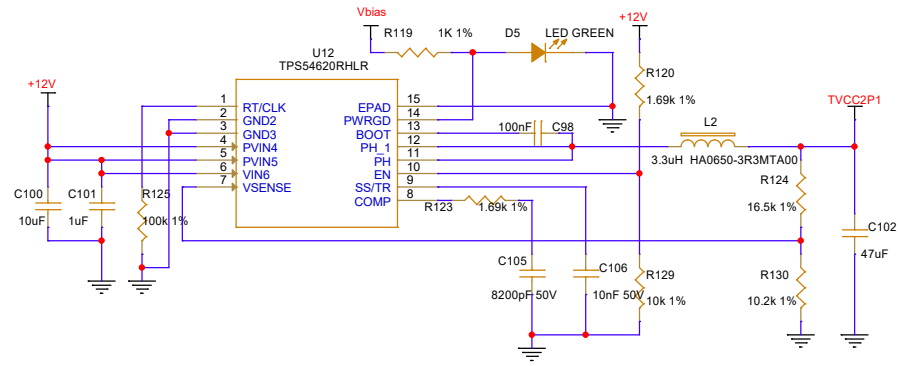 Vbias
+12V
R119
1K 1%
D5
LED GREEN
U12
TPS54620RHLR
+12V
R120
1.69k 1%
TVCC2P1
1
RT/CLK
2
GND2
3
GND3
4
PVIN4
5
PVIN5
6
VIN6
7
VSENSE
EPAD
15
PWRGD
14
BOOT
13
PH_1
12
PH
11
EN
10
SS/TR
9
COMP
8
100nF
C98
L2
3.3uH HA0650-3R3MTA00
C100
10uF
C101
1uF
R125
100k 1%
R123
1.69k 1%
R124
16.5k 1%
C102
47uF
C105
8200pF 50V
C106
10nF 50V
R129
10k 1%
R130
10.2k 1%